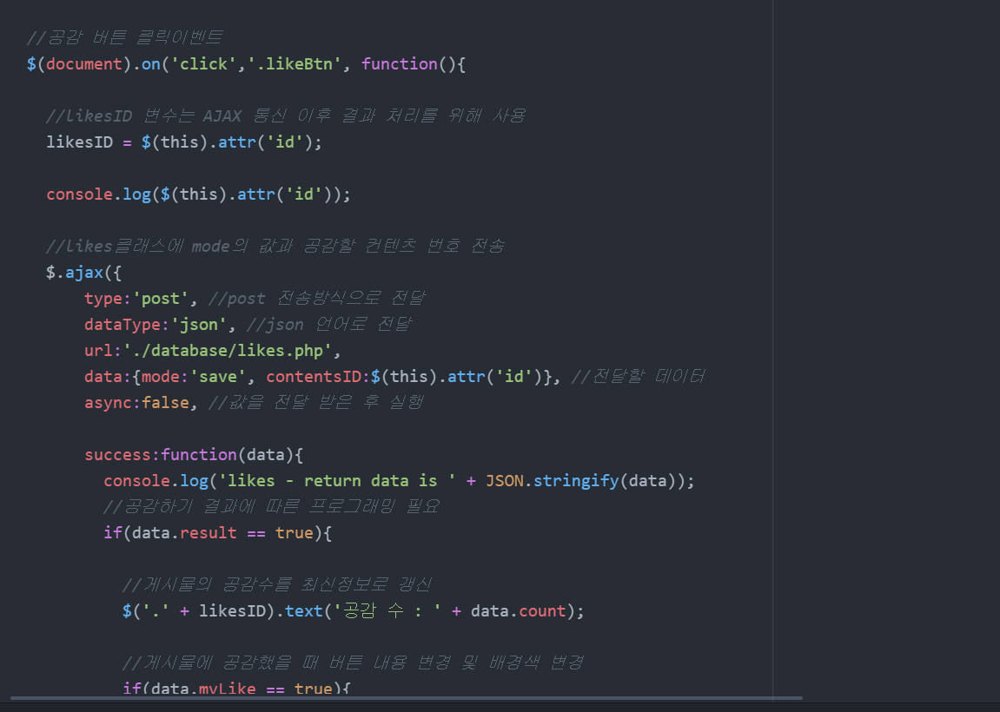 //공감 버튼 클릭이벤트
$(document).on('click','.likeBtn', function(){
//likesID 변수는 AJAX 통신 이후 결과 처리를 위해 사용
likesID = $(this).attr('id');
console.log($(this).attr('id'));
//likes클래스에 mode의 값과 공감할 컨텐츠 번호 전송
$.ajax({
type:'post', //post 전송방식으로 전달
dataType:'json', //json 언어로 전달
url:'./database/likes.php',
data:{mode:'save', contentsID:$(this).attr('id')}, //전달할 데이터
async:false, //값을 전달 받은 후 실행
success:function(data){
console.log('likes - return data is ' + JSON.stringify(data));
//공감하기 결과에 따른 프로그래밍 필요
if(data.result == true){
//게시물의 공감수를 최신정보로 갱신
$('.' + likesID).text('공감 수 : ' + data.count);
//게시물에 공감했을 때 버튼 내용 변경 및 배경색 변경
if(data.myLike == true){